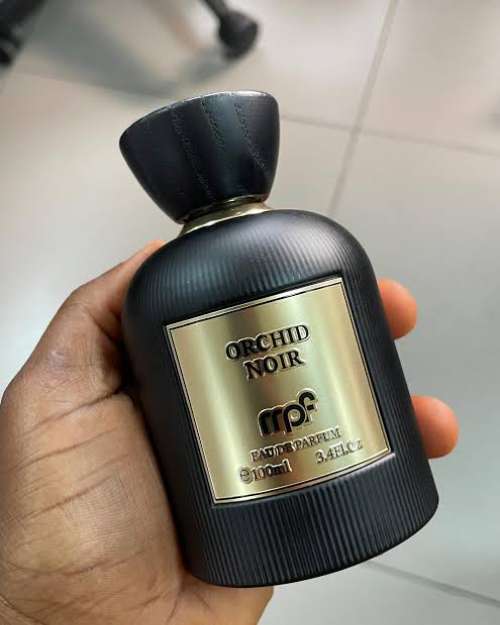 ORCHID
NOIR
mpf
EAU DE PARFUM
℮100ml 3.4Fl.Oz